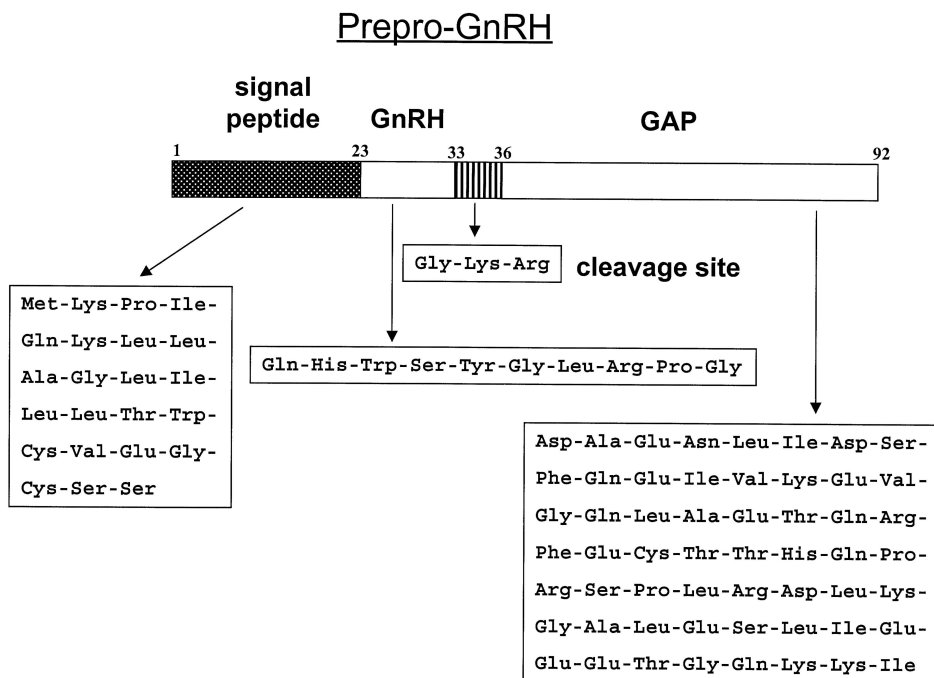 Prepro-GnRH
signal
peptide GnRH GAP
1 23 33 36 92
Gly-Lys-Arg cleavage site
Met-Lys-Pro-Ile-
Gln-Lys-Leu-Leu-
Ala-Gly-Leu-Ile-
Leu-Leu-Thr-Trp-
Cys-Val-Glu-Gly-
Cys-Ser-Ser
Gln-His-Trp-Ser-Tyr-Gly-Leu-Arg-Pro-Gly
Asp-Ala-Glu-Asn-Leu-Ile-Asp-Ser-
Phe-Gln-Glu-Ile-Val-Lys-Glu-Val-
Gly-Gln-Leu-Ala-Glu-Thr-Gln-Arg-
Phe-Glu-Cys-Thr-Thr-His-Gln-Pro-
Arg-Ser-Pro-Leu-Arg-Asp-Leu-Lys-
Gly-Ala-Leu-Glu-Ser-Leu-Ile-Glu-
Glu-Glu-Thr-Gly-Gln-Lys-Lys-Ile